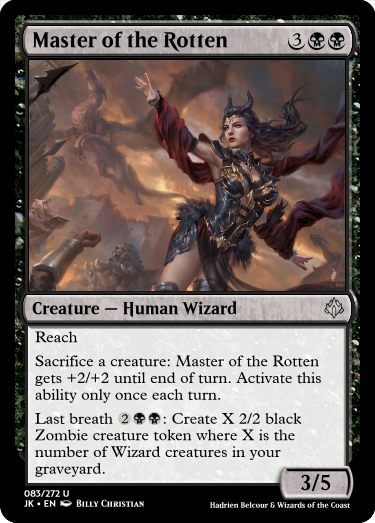 Master of the Rotten 3
Creature — Human Wizard
Reach
Sacrifice a creature: Master of the Rotten
gets +2/+2 until end of turn. Activate this
ability only once each turn.
Last breath 2: Create X 2/2 black
Zombie creature token where X is the
number of Wizard creatures in your
graveyard.
3/5
083/272 U
JK • EN Billy Christian
Hadrien Belcour & Wizards of the Coast